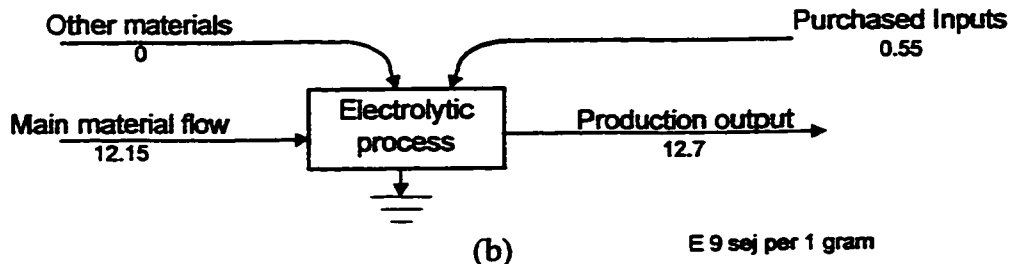 Other materials
0
Purchased Inputs
0.55
Main material flow
12.15
Electrolytic
process
Production output
12.7
(b)
E 9 sej per 1 gram